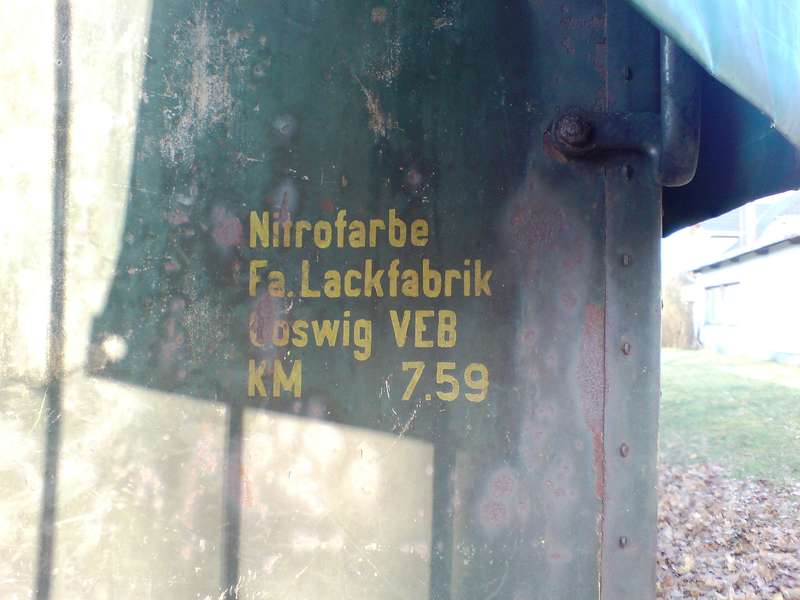 Nitrofarbe
Fa. Lackfabrik
Coswig VEB
KM 7.59